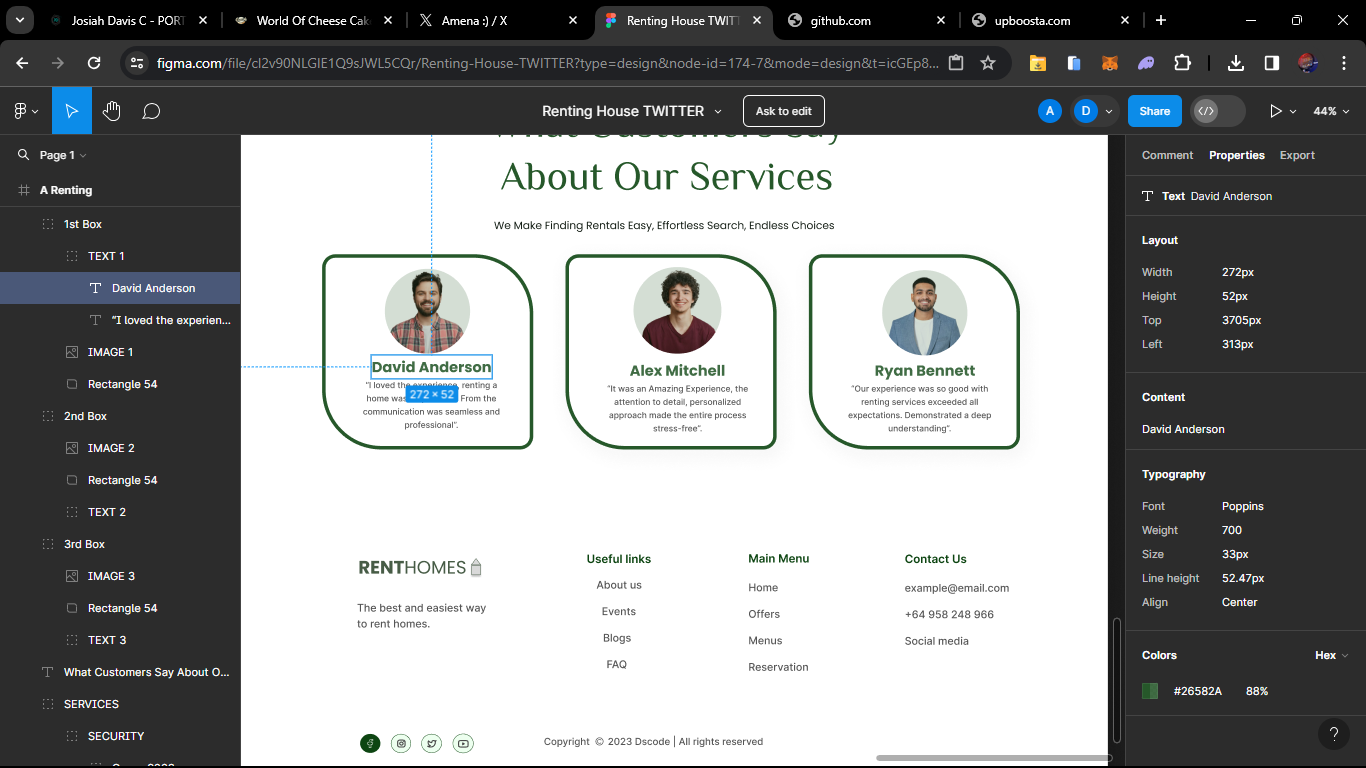 Josiah Davis C - PORT
World Of Cheese Cak
Amena :) / X
Renting House TWITT
github.com
upboosta.com
figma.com/file/cl2v90NLGlE1Q9sJWL5CQr/Renting-House-TWITTER?type=design&node-id=174-7&mode=design&t=icGEp8...
Renting House TWITTER
Ask to edit
A
D
Share
44%
Page 1
A Renting
1st Box
TEXT 1
David Anderson
“I loved the experien...
IMAGE 1
Rectangle 54
2nd Box
IMAGE 2
Rectangle 54
TEXT 2
3rd Box
IMAGE 3
Rectangle 54
TEXT 3
What Customers Say About O...
SERVICES
SECURITY
What Customers Say
About Our Services
We Make Finding Rentals Easy, Effortless Search, Endless Choices
David Anderson
“I loved the experience, renting a
home was From the
communication was seamless and
professional”.
272 × 52
Alex Mitchell
“It was an Amazing Experience, the
attention to detail, personalized
approach made the entire process
stress-free”.
Ryan Bennett
“Our experience was so good with
renting services exceeded all
expectations. Demonstrated a deep
understanding”.
RENTHOMES
The best and easiest way
to rent homes.
Useful links
About us
Events
Blogs
FAQ
Main Menu
Home
Offers
Menus
Reservation
Contact Us
example@email.com
+64 958 248 966
Social media
Copyright © 2023 Dscode | All rights reserved
Comment Properties Export
Text David Anderson
Layout
Width 272px
Height 52px
Top 3705px
Left 313px
Content
David Anderson
Typography
Font Poppins
Weight 700
Size 33px
Line height 52.47px
Align Center
Colors Hex
#26582A 88%
?